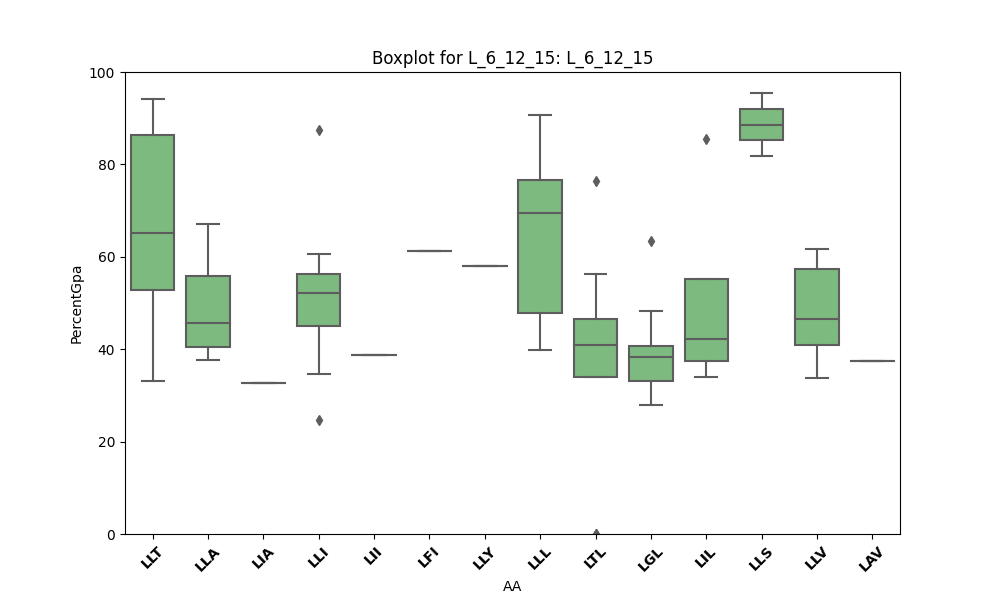 Boxplot for L_6_12_15: L_6_12_15
PercentGpa
100
80
60
40
20
0
LLT LLA LIA LLI LII LFI LLY LLL LTL LGL LIL LLS LLV LAV
AA